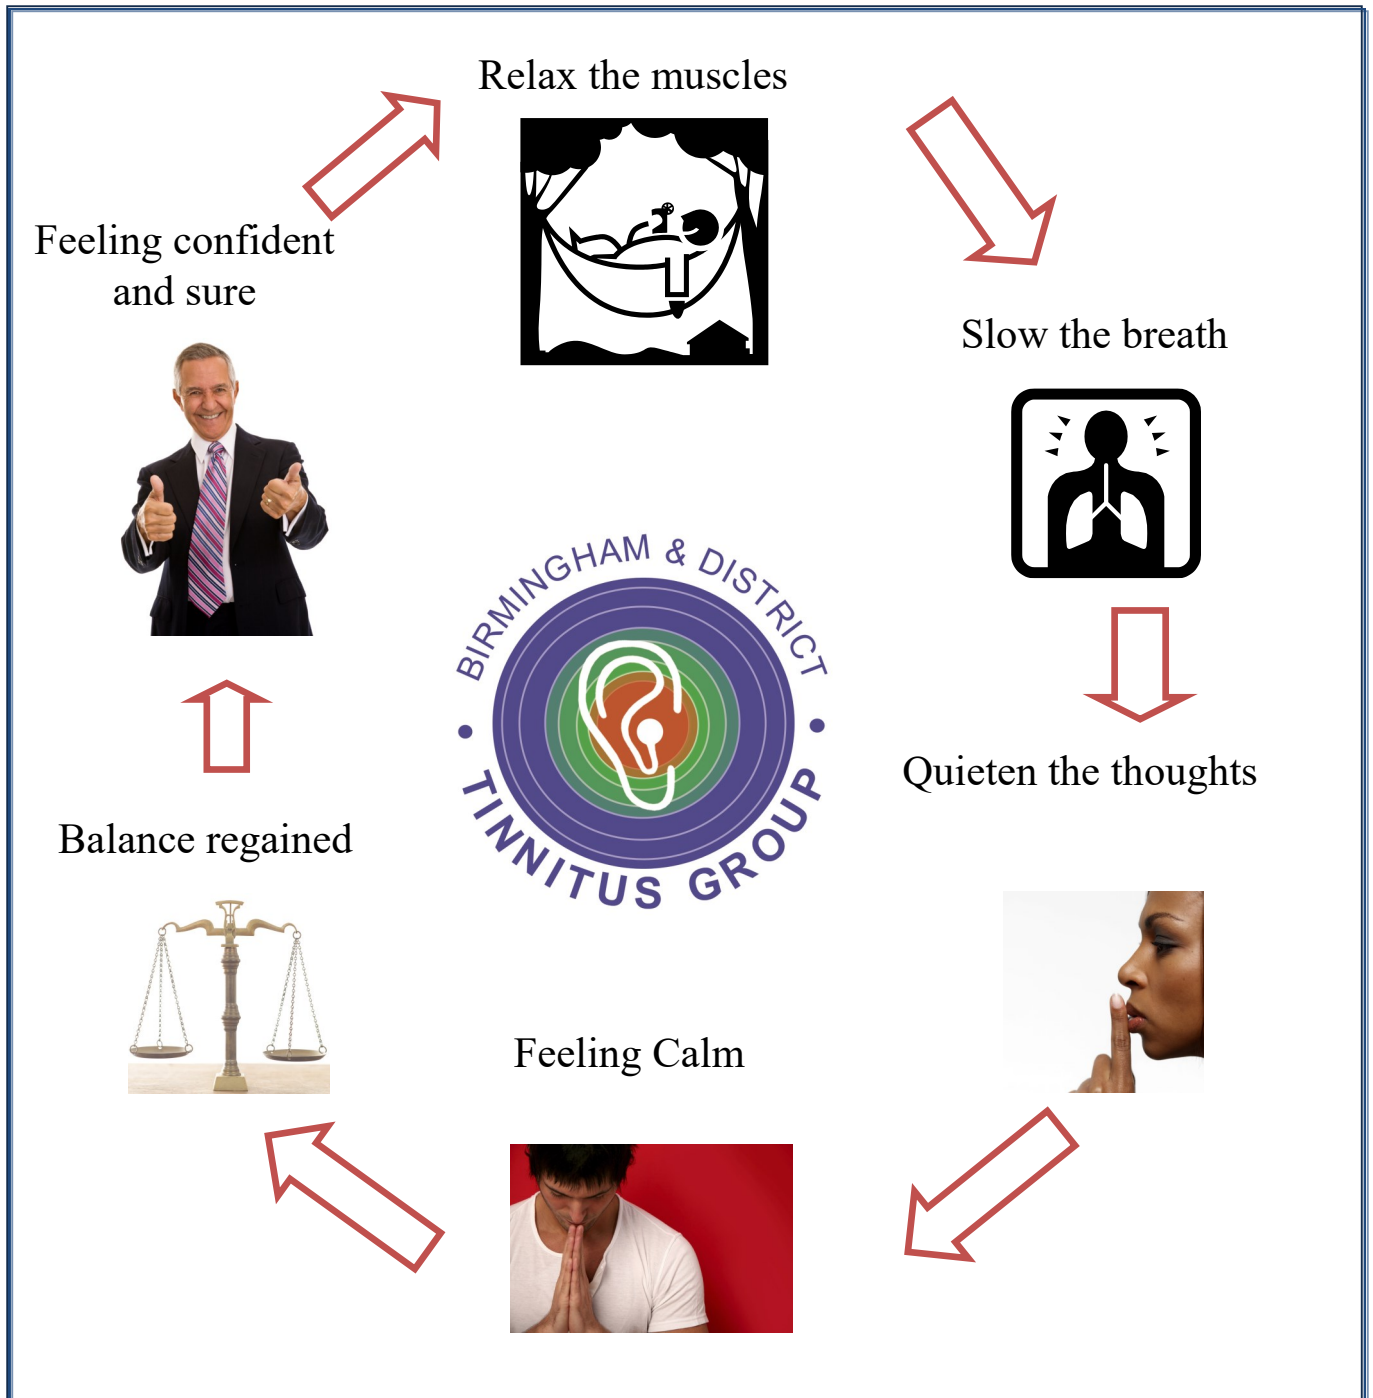 Relax the muscles
Feeling confident
and sure
Slow the breath
BIRMINGHAM & DISTRICT
• TINNITUS GROUP •
Quieten the thoughts
Balance regained
Feeling Calm